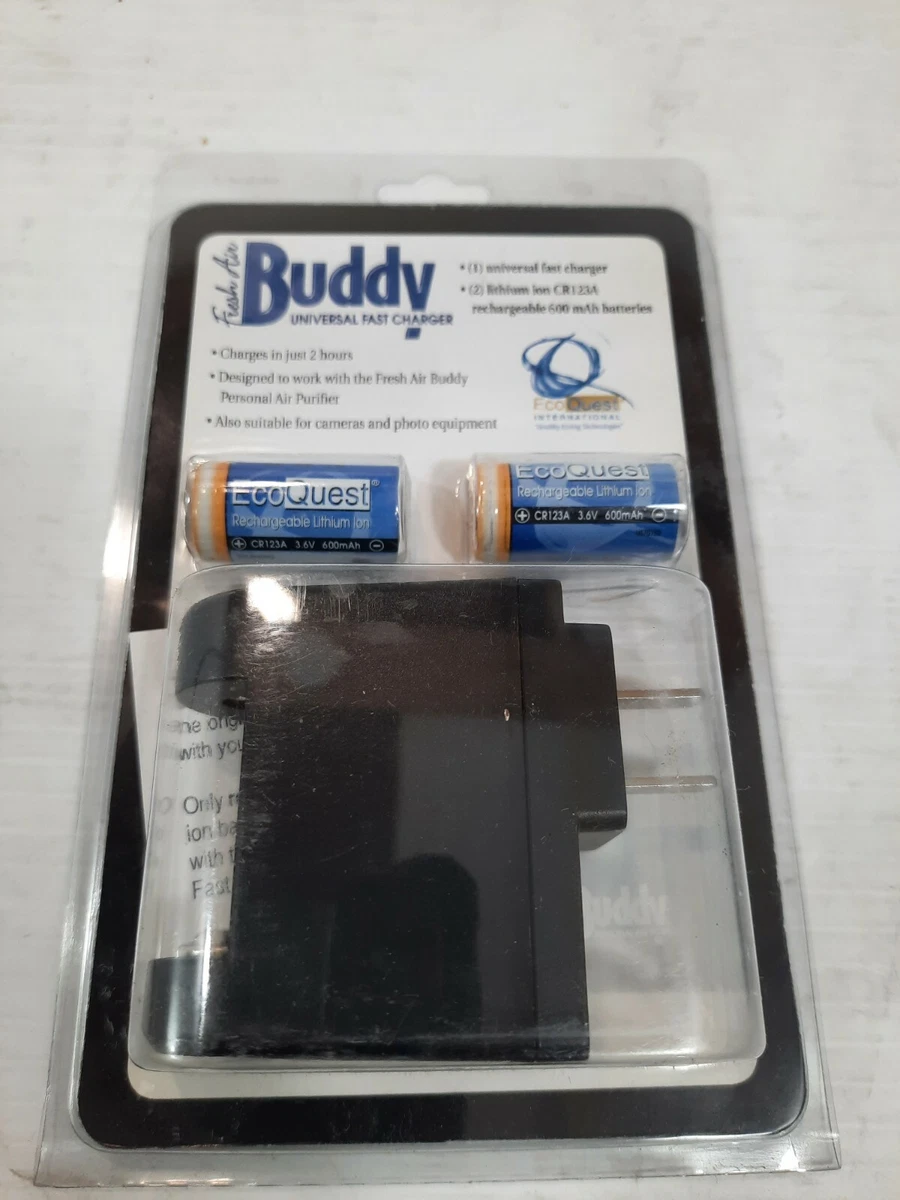 Fresh Air
Buddy
UNIVERSAL FAST CHARGER
• (1) universal fast charger
• (2) lithium ion CR123A
rechargeable 600 mAh batteries
• Charges in just 2 hours
• Designed to work with the Fresh Air Buddy
Personal Air Purifier
• Also suitable for cameras and photo equipment
EcoQuest
INTERNATIONAL
EcoQuest®
Rechargeable Lithium Ion
+ CR123A 3.6V 600mAh −
EcoQuest
Rechargeable Lithium Ion
+ CR123A 3.6V 600mAh −
with you
Only
ion
with
Fast
Buddy